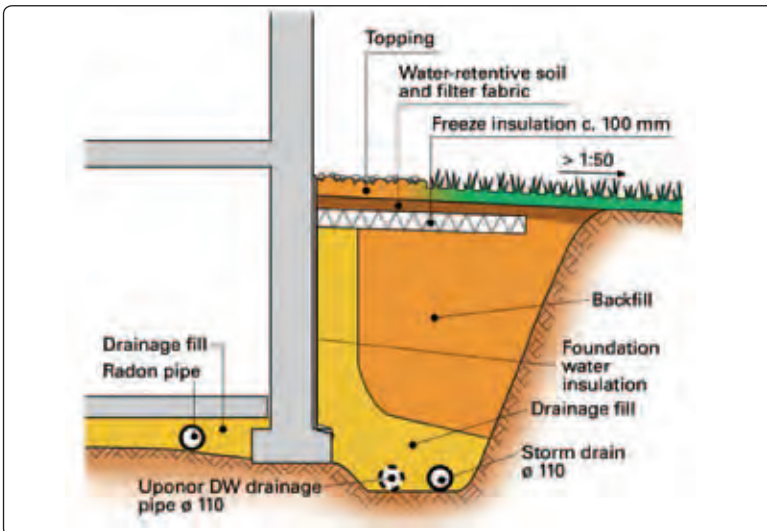 Topping
Water-retentive soil
and filter fabric
Freeze insulation c. 100 mm
> 1:50
Backfill
Drainage fill
Radon pipe
Foundation
water
insulation
Drainage fill
Storm drain
ø 110
Uponor DW drainage
pipe ø 110